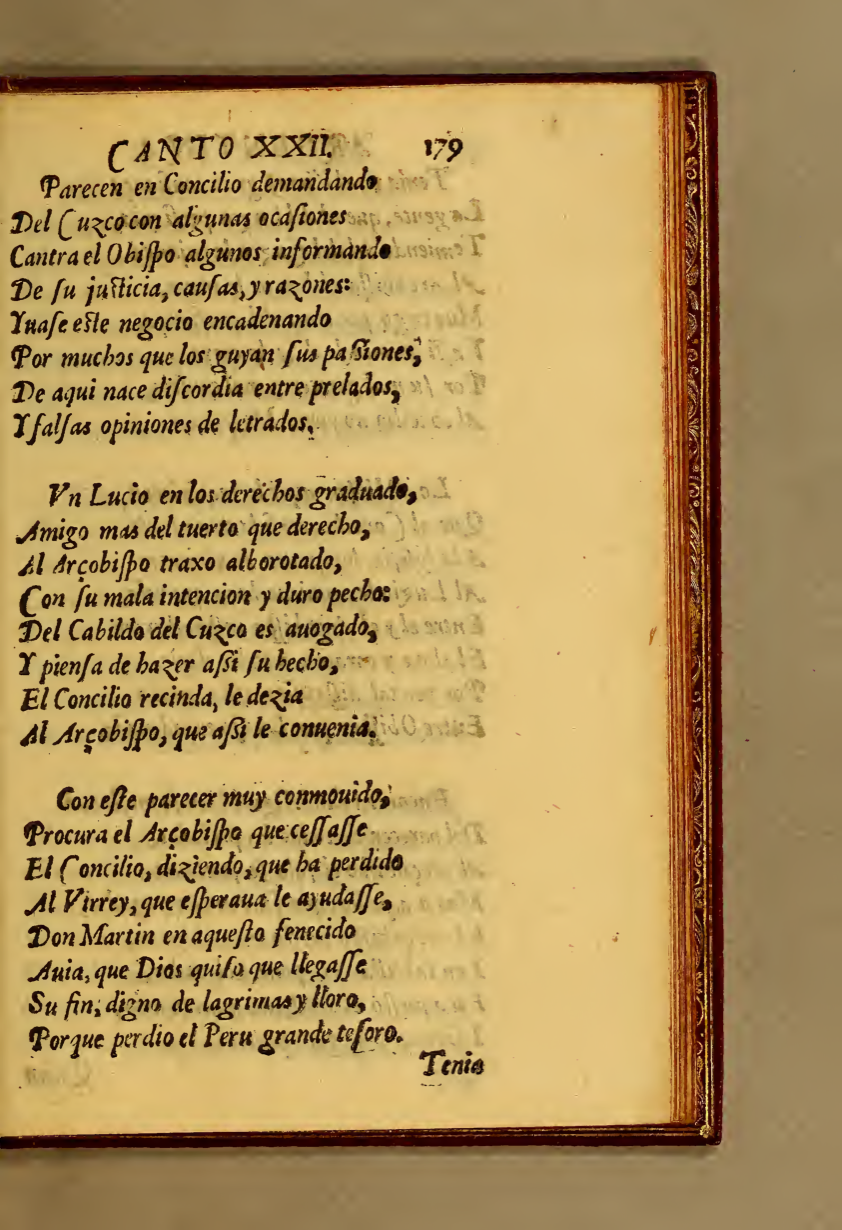 CANTO XXII. 179
Parecen en Concilio demandando
Del Cuzco con algunas ocaſiones
Cantra el Obiſpo algunos informando
De ſu juſticia, cauſas, y razones:
Yuaſe eſte negocio encadenando
Por muchos que los guyan ſus paſsiones,
De aqui nace diſcordia entre prelados,
Y falſas opiniones de letrados.
Vn Lucio en los derechos graduado,
Amigo mas del tuerto que derecho,
Al Arçobiſpo traxo alborotado,
Con ſu mala intencion y duro pecho:
Del Cabildo del Cuzco es auogado,
Y pienſa de hazer aſsi ſu hecho,
El Concilio recinda, le dezia
Al Arçobiſpo, que aſsi le conuenia.
Con eſte parecer muy conmouido,
Procura el Arçobiſpo que ceſſaſſe
El Concilio, diziendo, que ha perdido
Al Virrey, que eſperaua le ayudaſſe,
Don Martin en aqueſto fenecido
Auia, que Dios quiſo que llegaſſe
Su fin, digno de lagrimas y lloro,
Porque perdio el Peru grande teſoro.
Tenia